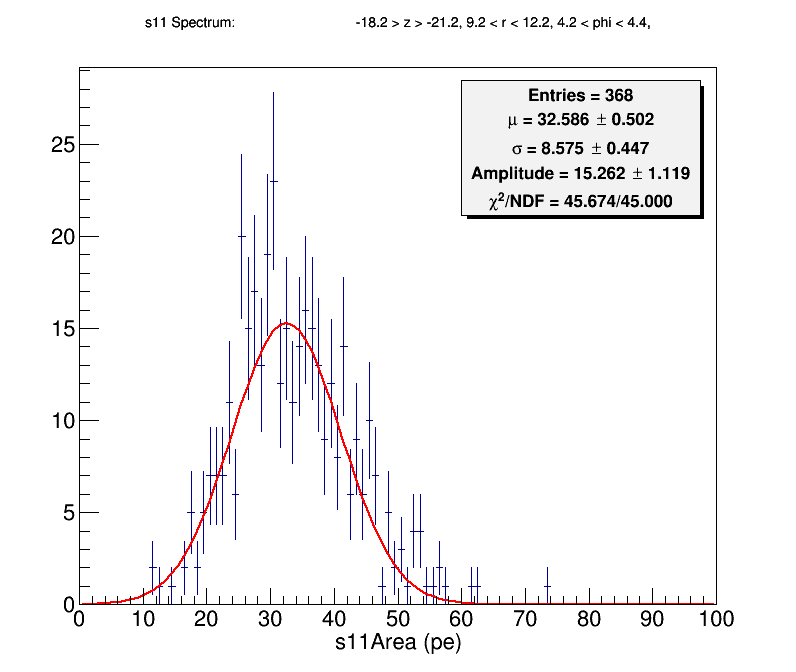 s11 Spectrum: -18.2 > z > -21.2, 9.2 < r < 12.2, 4.2 < phi < 4.4,
Entries = 368
μ = 32.586 ± 0.502
σ = 8.575 ± 0.447
Amplitude = 15.262 ± 1.119
χ²/NDF = 45.674/45.000
25
20
15
10
5
0
0 10 20 30 40 50 60 70 80 90 100
s11Area (pe)